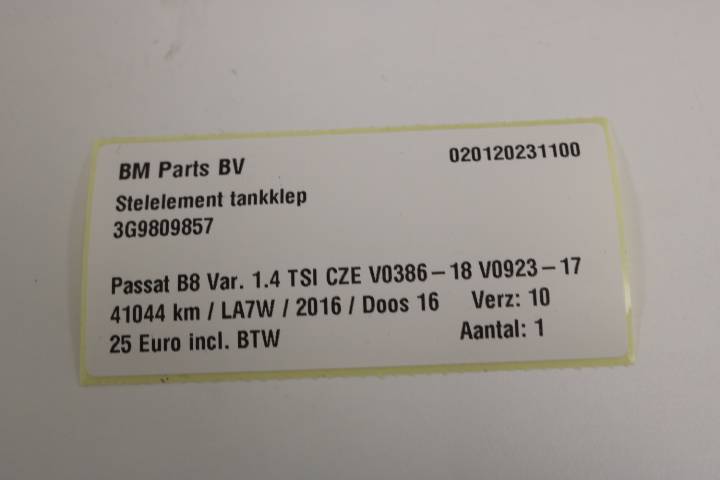 BM Parts BV 020120231100
Stelelement tankklep
3G9809857
Passat B8 Var. 1.4 TSI CZE V0386-18 V0923-17
41044 km / LA7W / 2016 / Doos 16 Verz: 10
25 Euro incl. BTW Aantal: 1